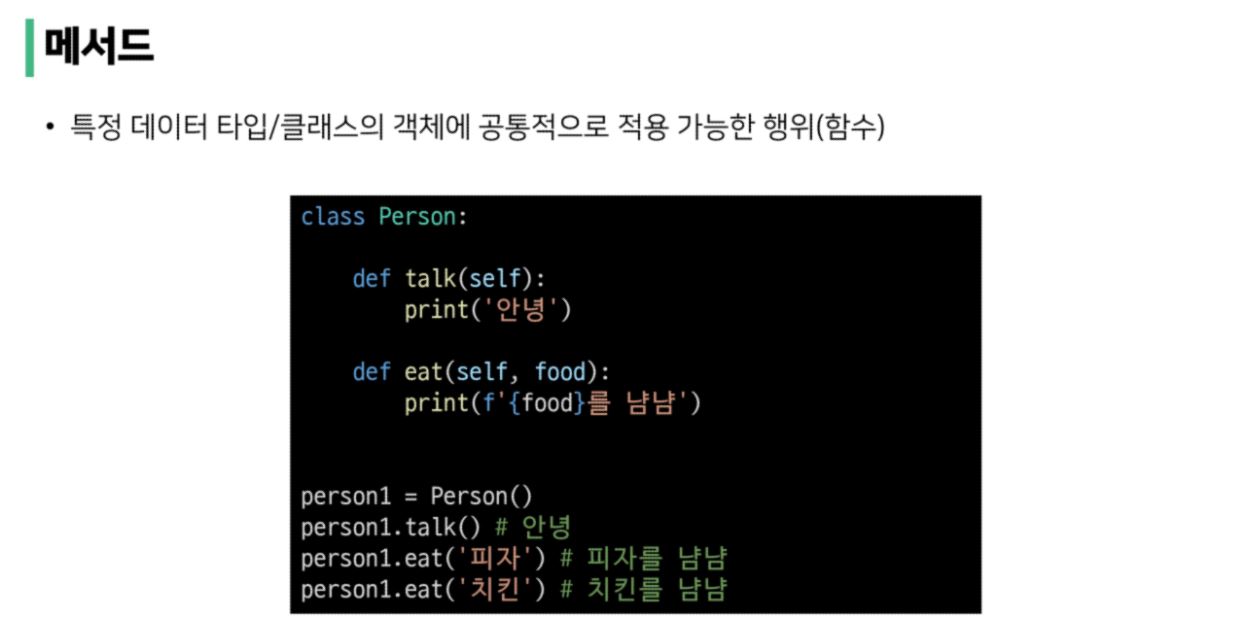 메서드
• 특정 데이터 타입/클래스의 객체에 공통적으로 적용 가능한 행위(함수)
class Person:
    def talk(self):
        print('안녕')
    def eat(self, food):
        print(f'{food}를 냠냠')
person1 = Person()
person1.talk() # 안녕
person1.eat('피자') # 피자를 냠냠
person1.eat('치킨') # 치킨를 냠냠